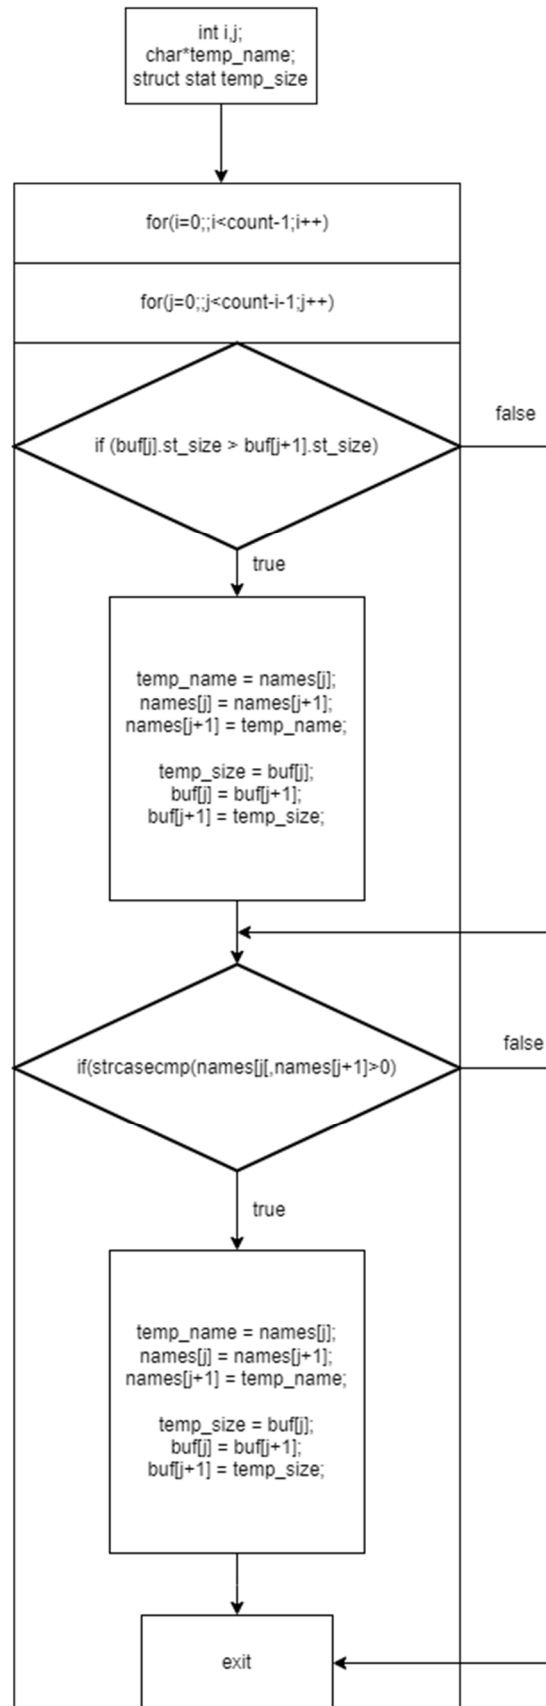 int i,j;
char*temp_name;
struct stat temp_size
for(i=0;;i<count-1;i++)
for(j=0;;j<count-i-1;j++)
if (buf[j].st_size > buf[j+1].st_size)
false
true
temp_name = names[j];
names[j] = names[j+1];
names[j+1] = temp_name;
temp_size = buf[j];
buf[j] = buf[j+1];
buf[j+1] = temp_size;
if(strcasecmp(names[j[,names[j+1]>0)
false
true
temp_name = names[j];
names[j] = names[j+1];
names[j+1] = temp_name;
temp_size = buf[j];
buf[j] = buf[j+1];
buf[j+1] = temp_size;
exit